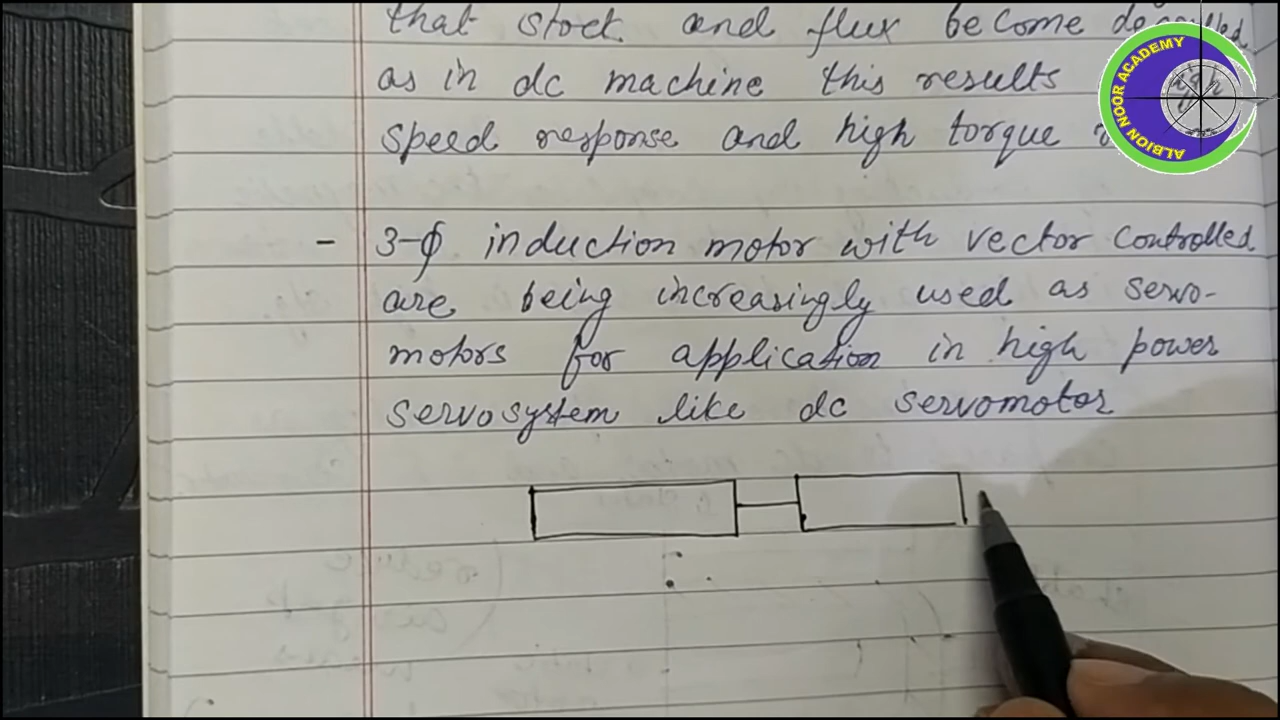 that stock and flux become
as in dc machine this results
speed response and high torque
- 3-φ induction motor with vector controlled
are being increasingly used as servo-
motors for application in high power
servosystem like dc servomotor
ALBION NOOR ACADEMY